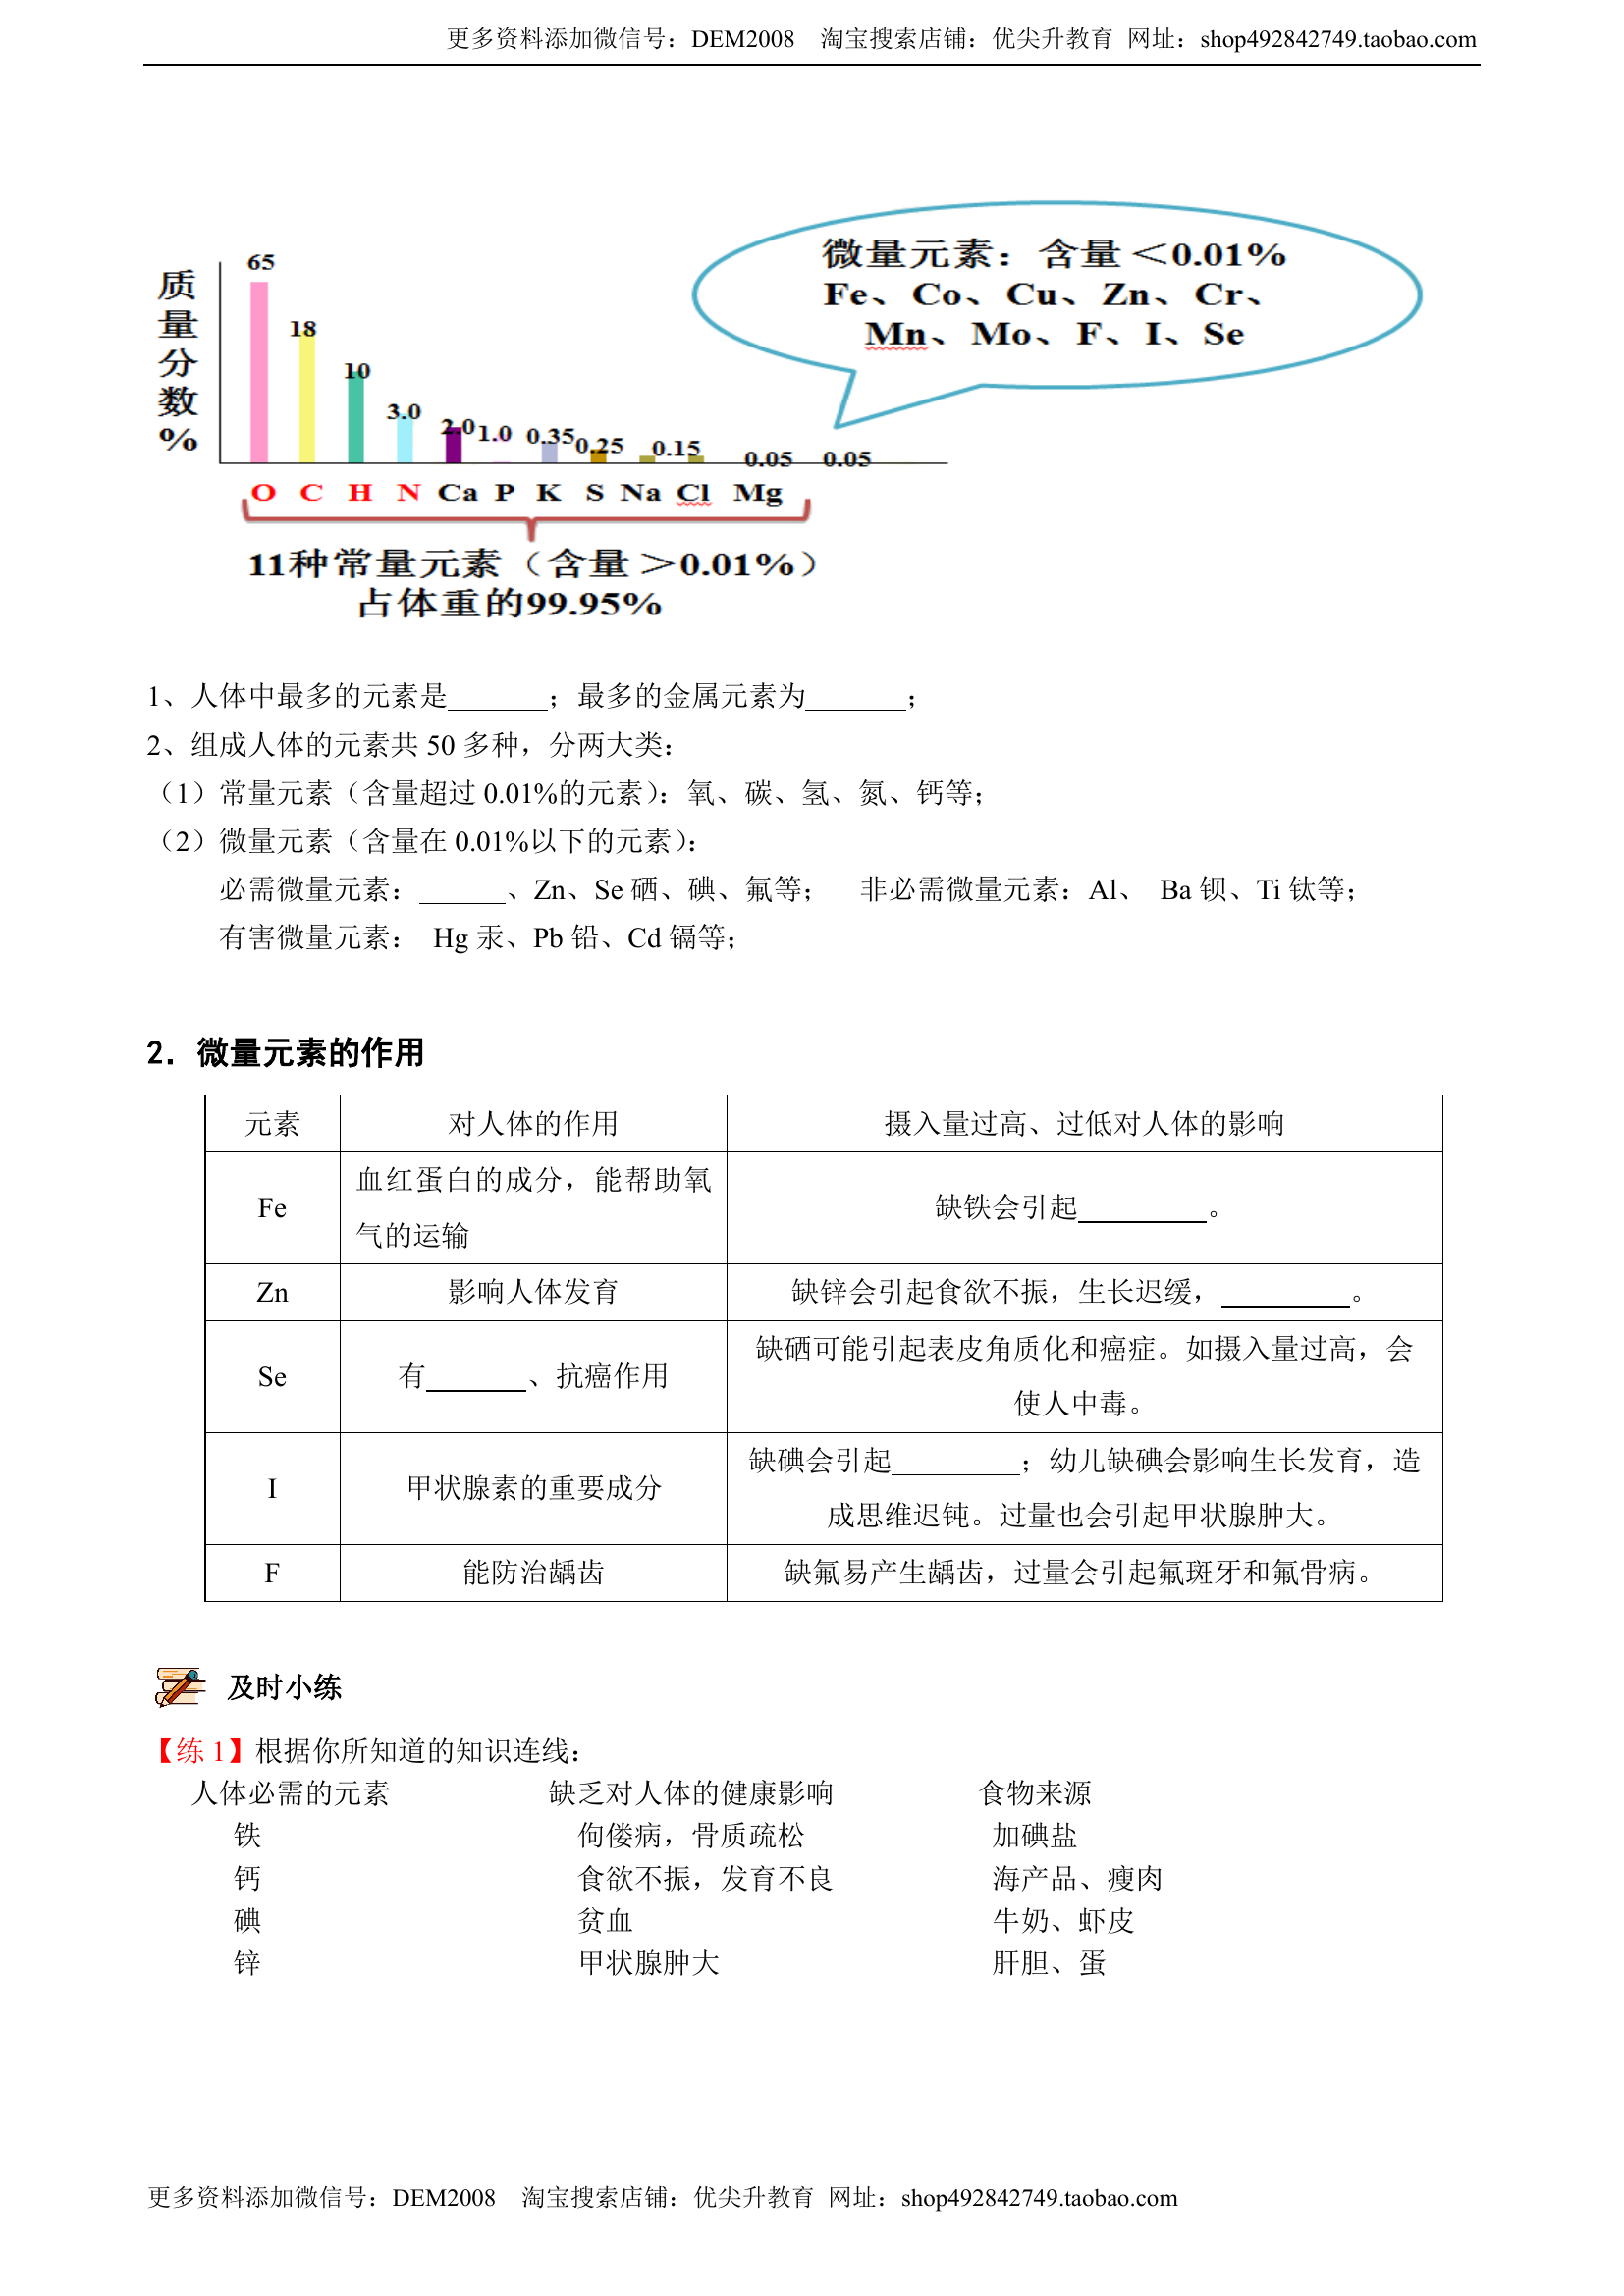 更多资料添加微信号：DEM2008 淘宝搜索店铺：优尖升教育 网址：shop492842749.taobao.com
微量元素：含量＜0.01%
Fe、Co、Cu、Zn、Cr、
Mn、Mo、F、I、Se
质量分数%
65
18
10
3.0
2.0
1.0
0.35
0.25
0.15
0.05
0.05
O C H N Ca P K S Na Cl Mg
11种常量元素（含量＞0.01%）
占体重的99.95%
1、人体中最多的元素是_______；最多的金属元素为_______；
2、组成人体的元素共 50 多种，分两大类：
（1）常量元素（含量超过 0.01%的元素）：氧、碳、氢、氮、钙等；
（2）微量元素（含量在 0.01%以下的元素）：
必需微量元素：______、Zn、Se 硒、碘、氟等； 非必需微量元素：Al、 Ba 钡、Ti 钛等；
有害微量元素： Hg 汞、Pb 铅、Cd 镉等；
2．微量元素的作用
元素 对人体的作用 摄入量过高、过低对人体的影响
Fe 血红蛋白的成分，能帮助氧气的运输 缺铁会引起_________。
Zn 影响人体发育 缺锌会引起食欲不振，生长迟缓，_________。
Se 有_______、抗癌作用 缺硒可能引起表皮角质化和癌症。如摄入量过高，会使人中毒。
I 甲状腺素的重要成分 缺碘会引起_________；幼儿缺碘会影响生长发育，造成思维迟钝。过量也会引起甲状腺肿大。
F 能防治龋齿 缺氟易产生龋齿，过量会引起氟斑牙和氟骨病。
及时小练
【练 1】根据你所知道的知识连线：
人体必需的元素 缺乏对人体的健康影响 食物来源
铁 佝偻病，骨质疏松 加碘盐
钙 食欲不振，发育不良 海产品、瘦肉
碘 贫血 牛奶、虾皮
锌 甲状腺肿大 肝胆、蛋
更多资料添加微信号：DEM2008 淘宝搜索店铺：优尖升教育 网址：shop492842749.taobao.com